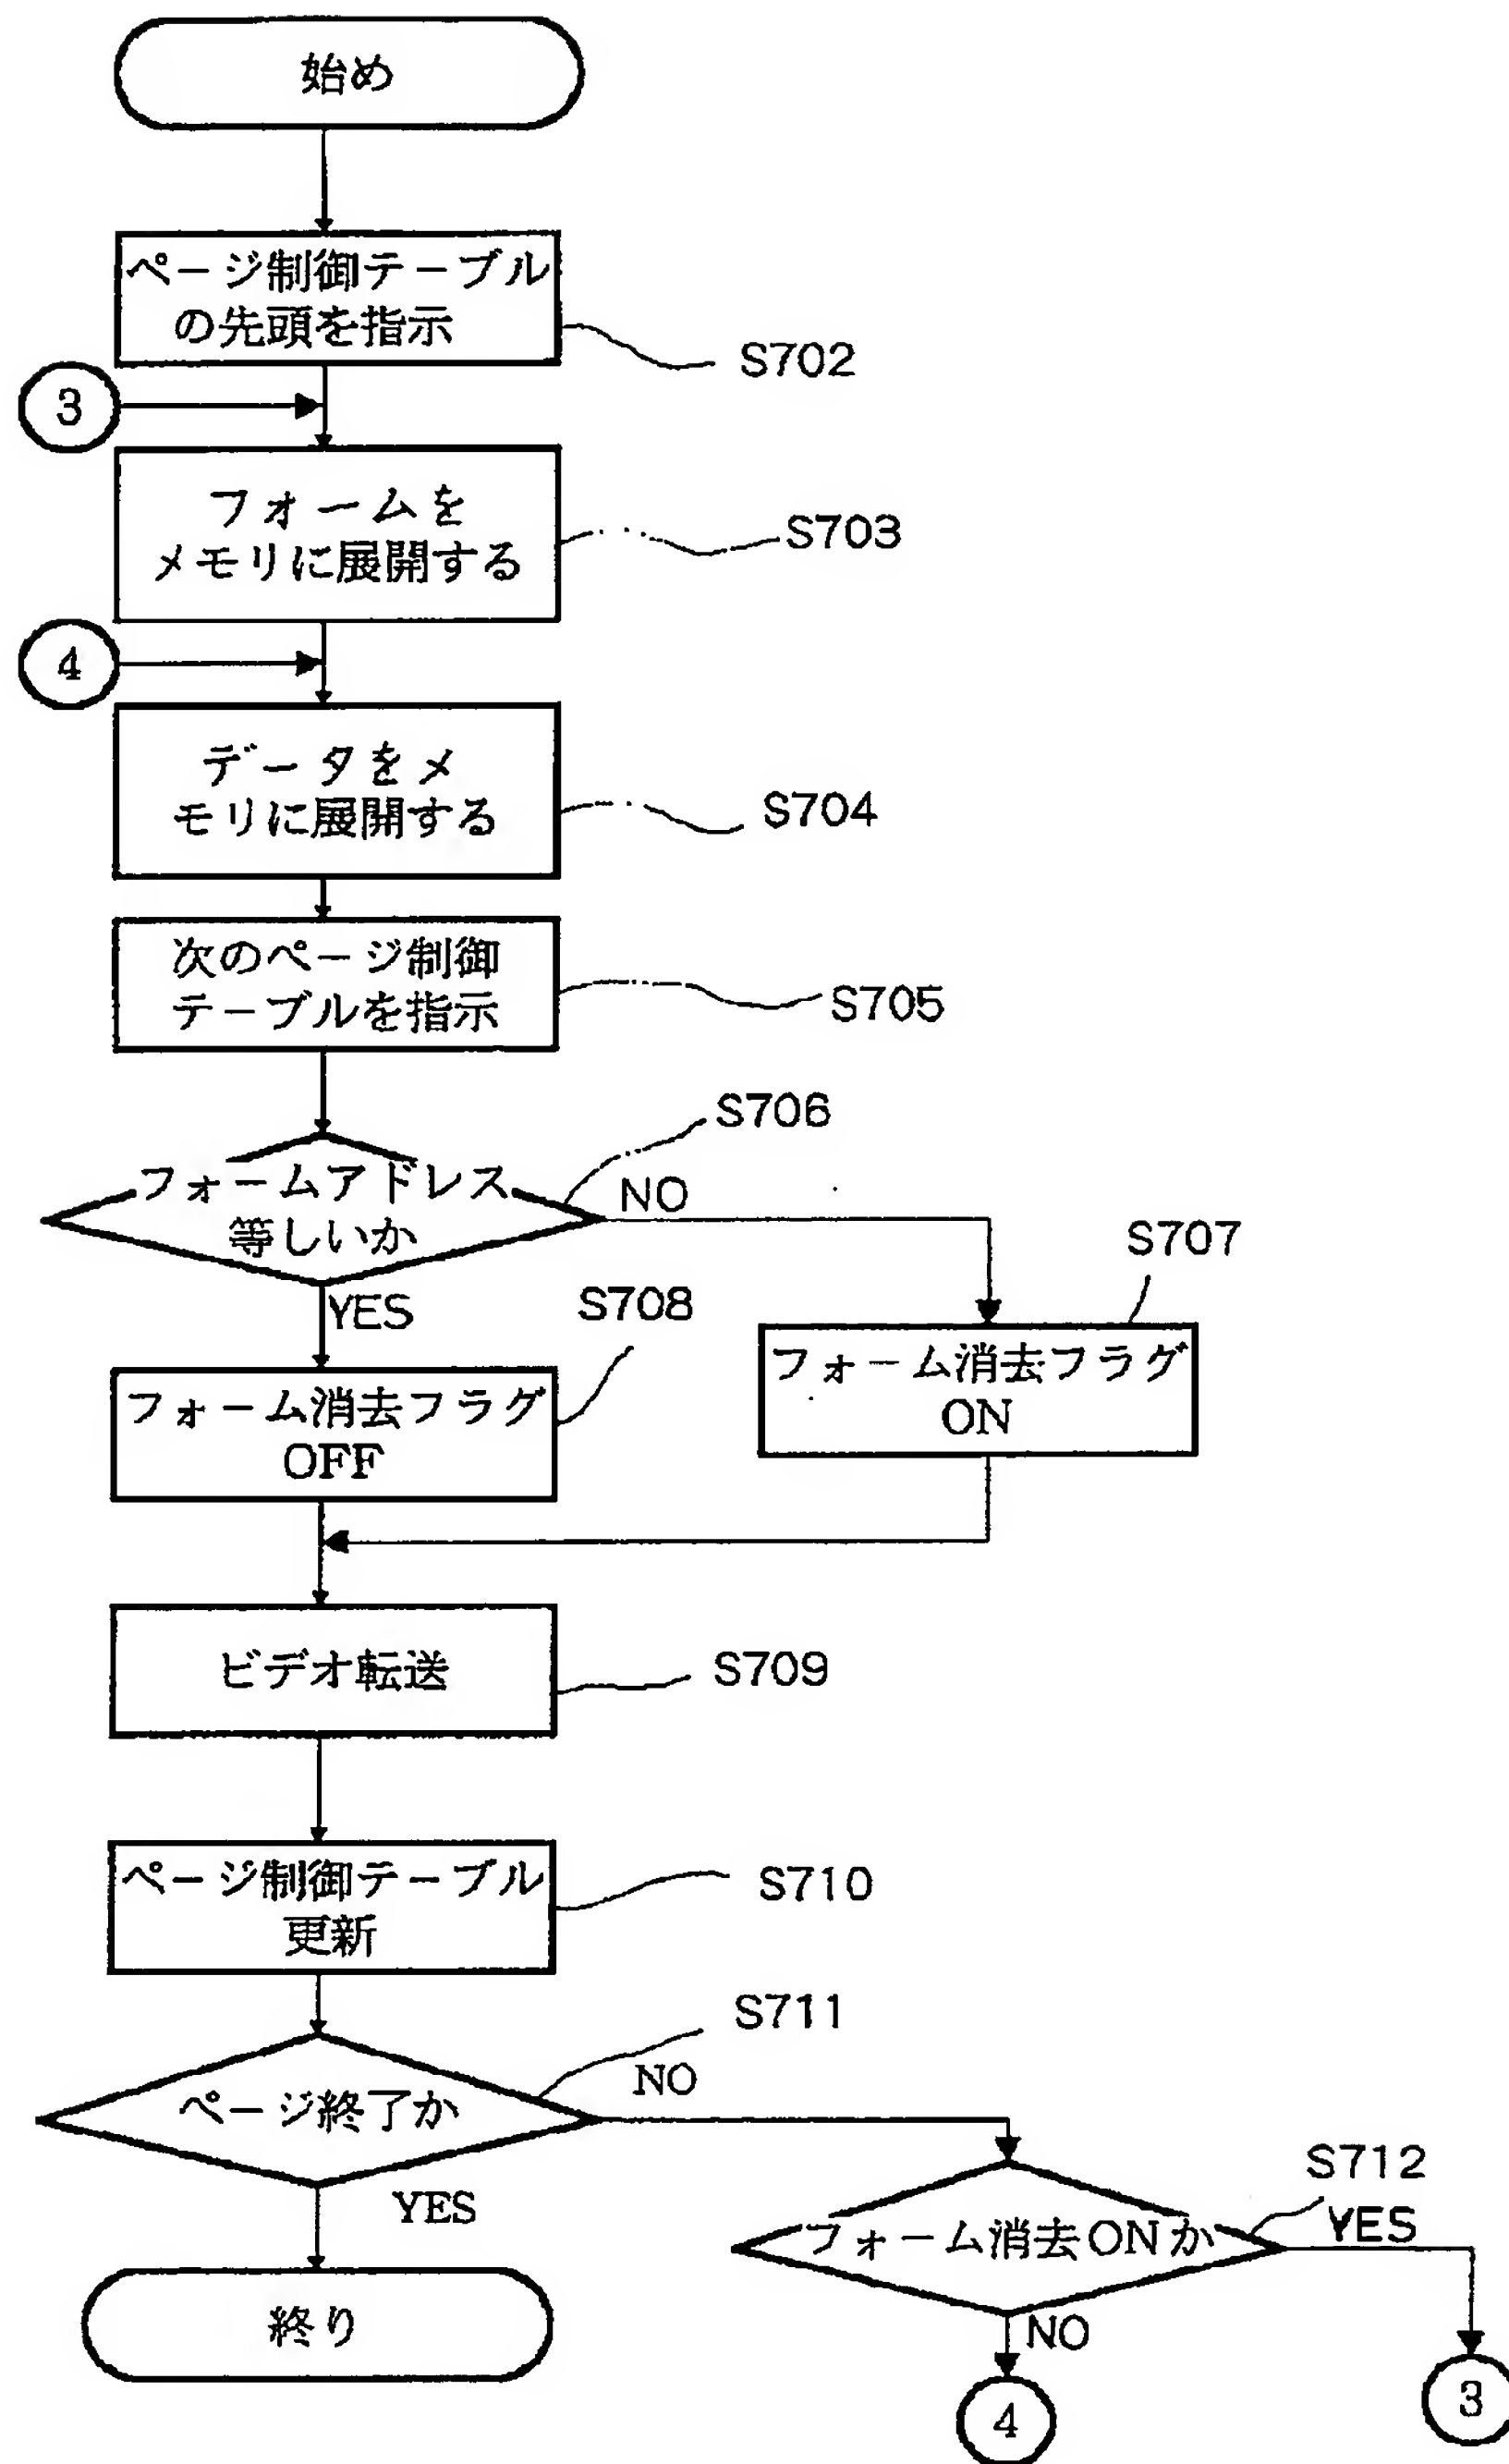 始め
ページ制御テーブル
の先頭を指示
S702
3
フォームを
メモリに展開する
S703
4
データをメ
モリに展開する
S704
次のページ制御
テーブルを指示
S705
S706
フォームアドレス
等しいか
NO
YES
S707
S708
フォーム消去フラグ
ON
フォーム消去フラグ
OFF
ビデオ転送
S709
ページ制御テーブル
更新
S710
S711
ページ終了か
NO
YES
S712
フォーム消去ONか
YES
NO
終り
4
3